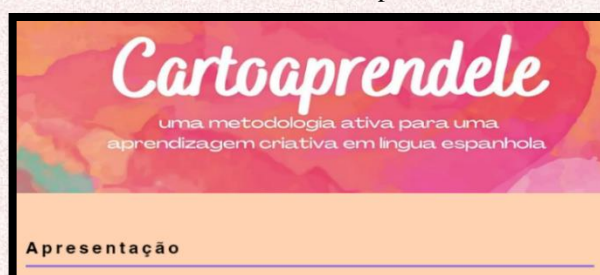 Cartoaprendele
uma metodologia ativa para uma
aprendizagem criativa em língua espanhola
Apresentação